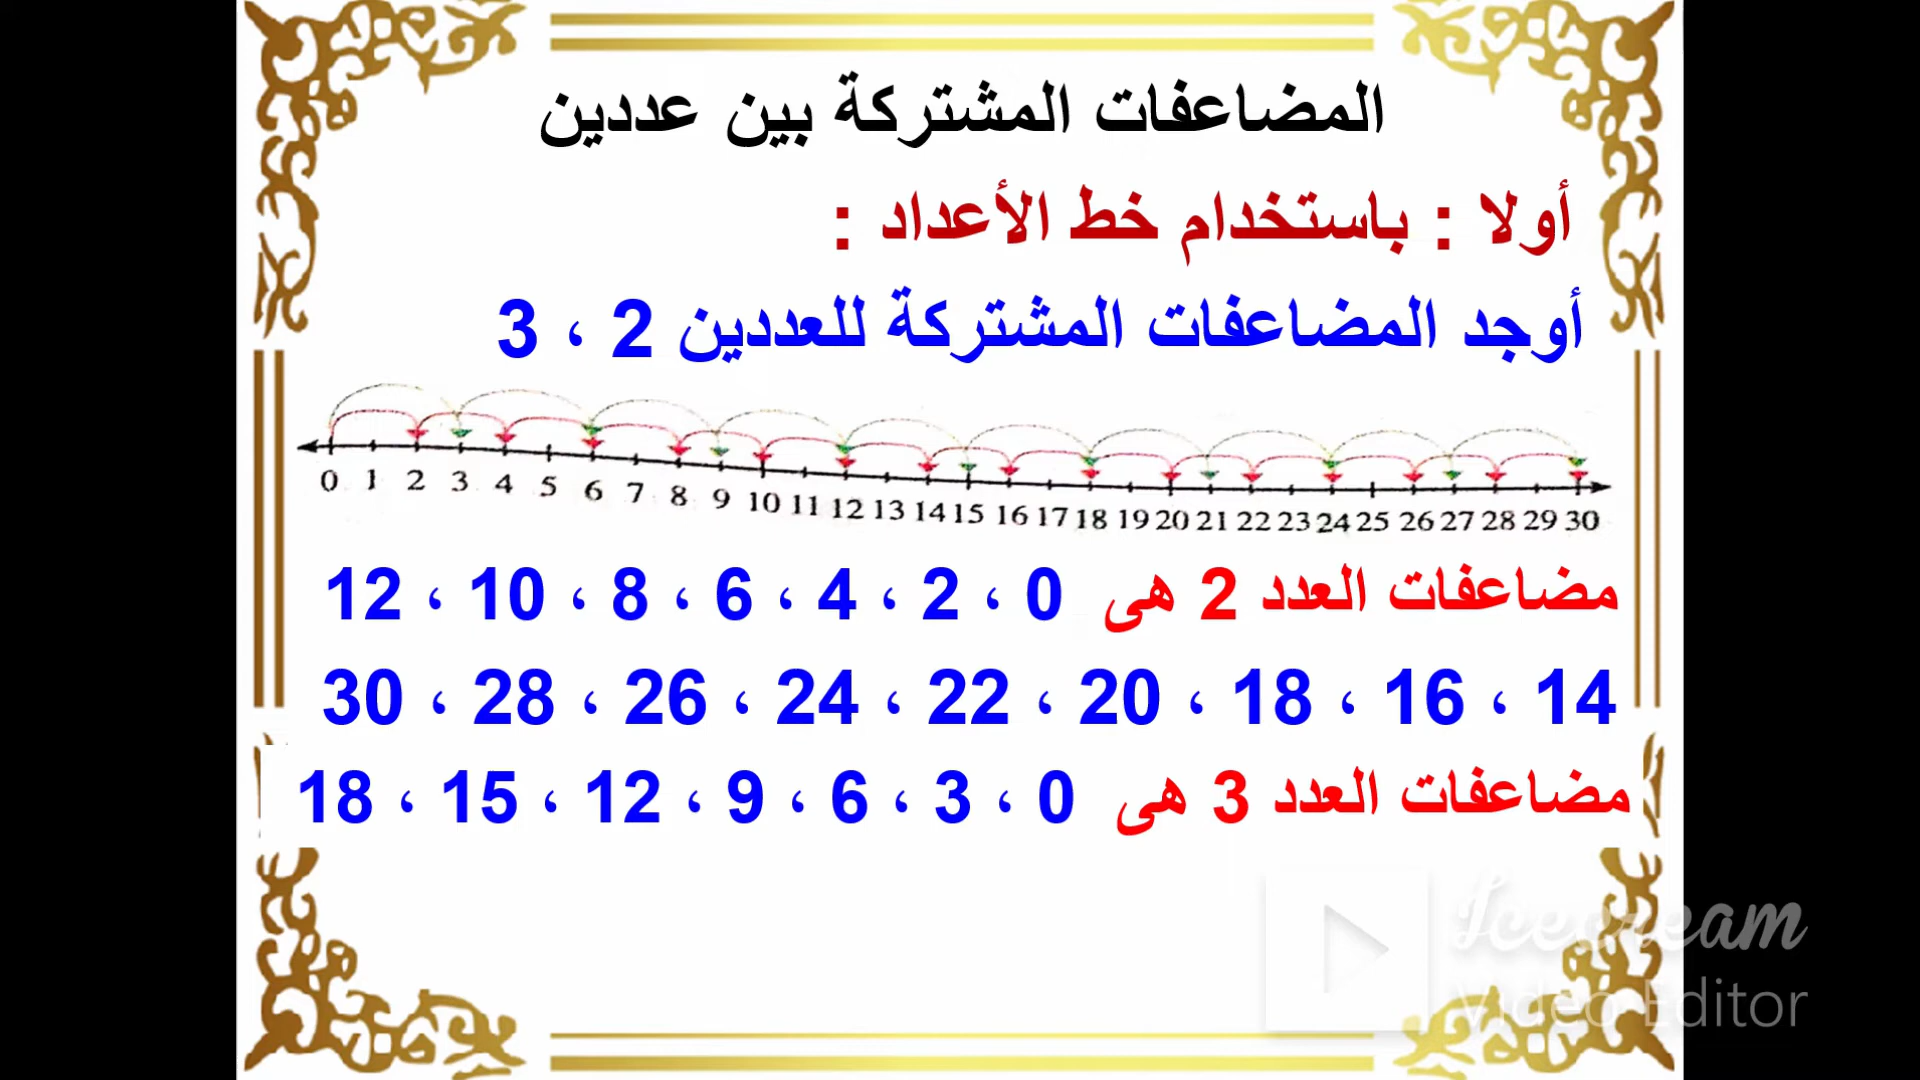 المضاعفات المشتركة بين عددين
أولا : باستخدام خط الأعداد :
أوجد المضاعفات المشتركة للعددين 2 ، 3
0 1 2 3 4 5 6 7 8 9 10 11 12 13 14 15 16 17 18 19 20 21 22 23 24 25 26 27 28 29 30
مضاعفات العدد 2 هى 0 ، 2 ، 4 ، 6 ، 8 ، 10 ، 12
14 ، 16 ، 18 ، 20 ، 22 ، 24 ، 26 ، 28 ، 30
مضاعفات العدد 3 هى 0 ، 3 ، 6 ، 9 ، 12 ، 15 ، 18
Icecream
Video Editor